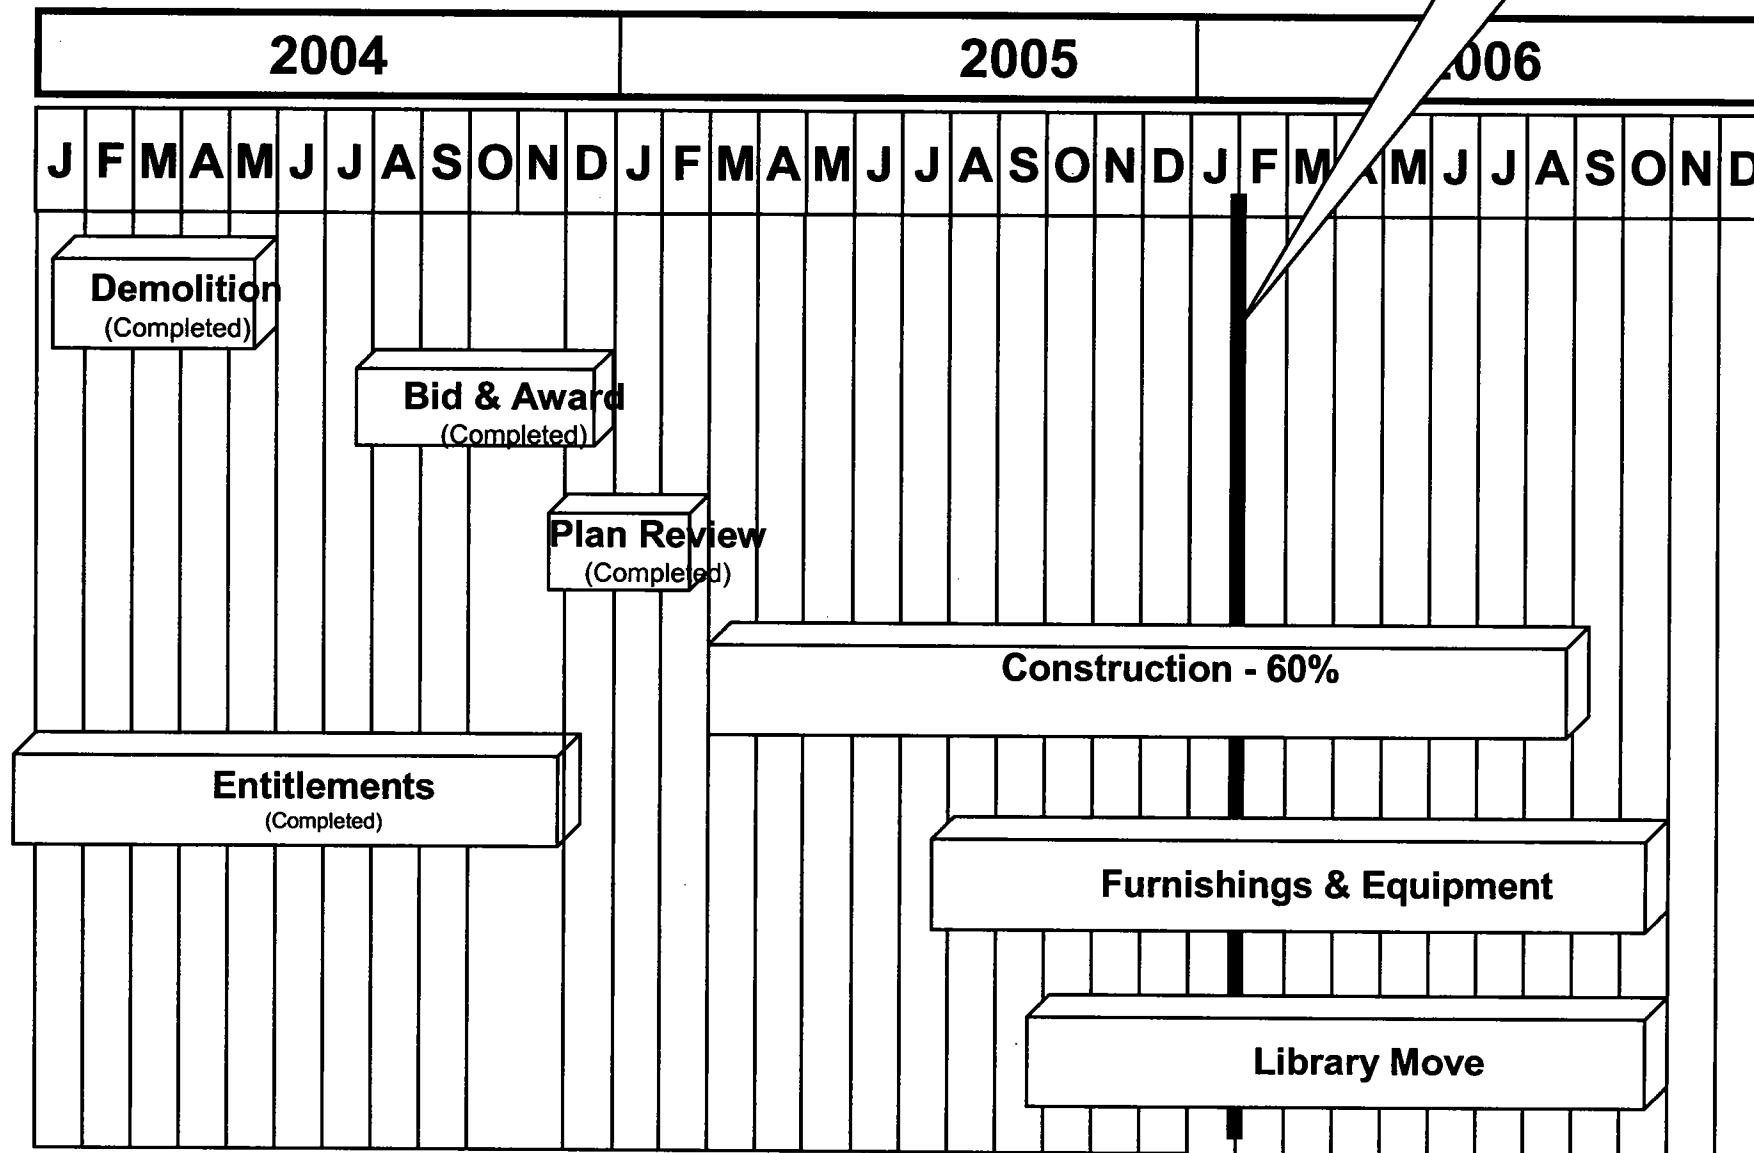 2004 2005 2006
J F M A M J J A S O N D J F M A M J J A S O N D J F M A M J J A S O N D
Demolition
(Completed)
Bid & Award
(Completed)
Plan Review
(Completed)
Construction - 60%
Entitlements
(Completed)
Furnishings & Equipment
Library Move